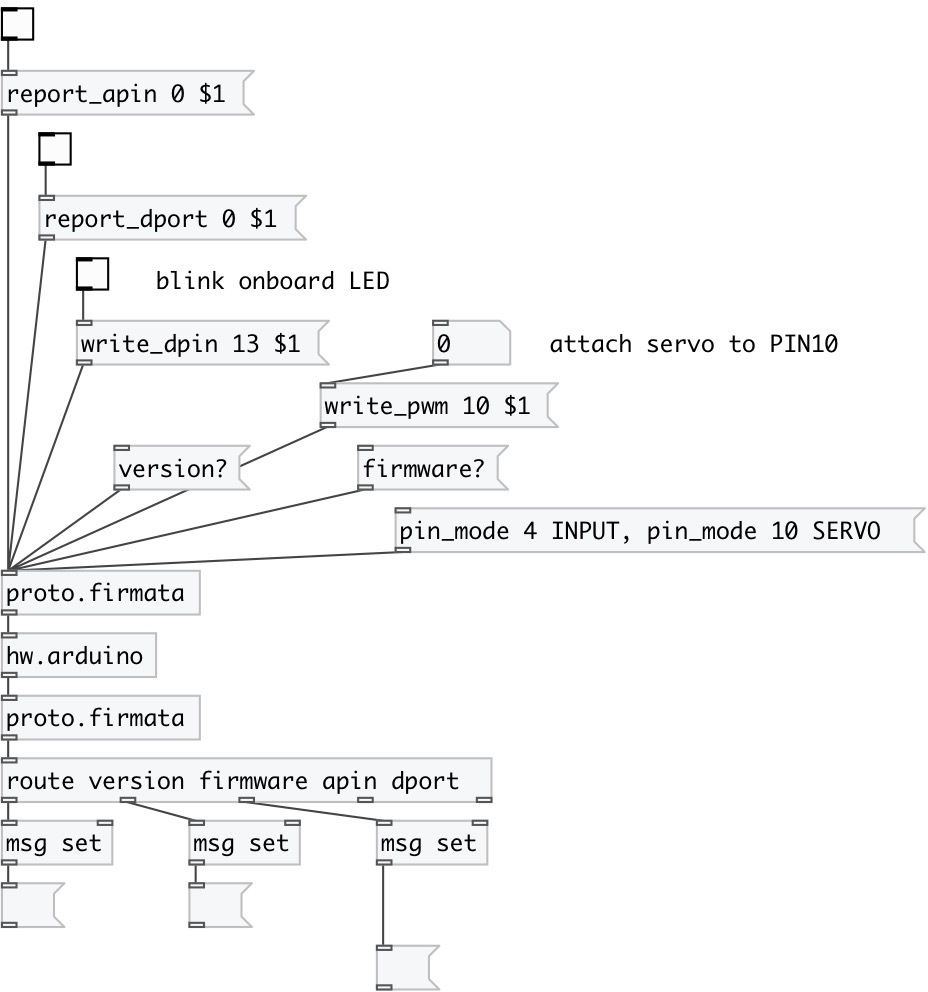 report_apin 0 $1
report_dport 0 $1
blink onboard LED
write_dpin 13 $1
0
attach servo to PIN10
write_pwm 10 $1
version?
firmware?
pin_mode 4 INPUT, pin_mode 10 SERVO
proto.firmata
hw.arduino
proto.firmata
route version firmware apin dport
msg set
msg set
msg set